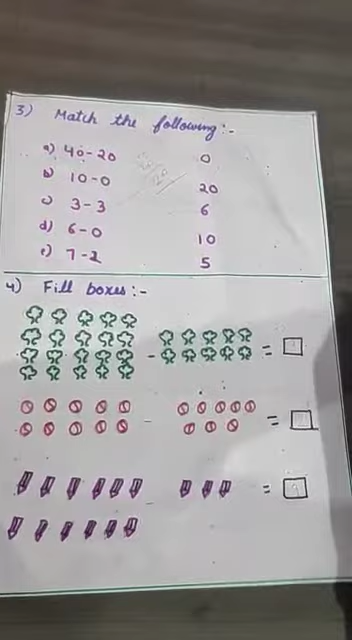 3) Match the following:-
a) 40-20 0
b) 10-0 20
c) 3-3 6
d) 6-0 10
e) 7-2 5
4) Fill boxes:-
- = 
- = 
=